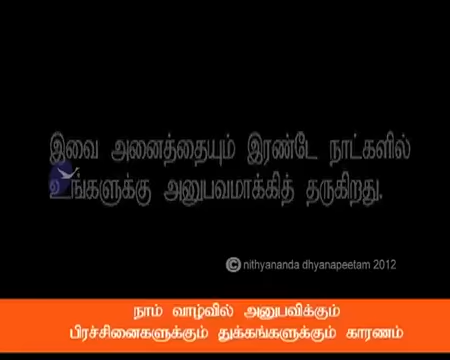 இவை அனைத்தையும் இரண்டே நாட்களில்
உங்களுக்கு அனுபவமாக்கித் தருகிறது.
© nithyananda dhyanapeetam 2012
நாம் வாழ்வில் அனுபவிக்கும்
பிரச்சினைகளுக்கும் துக்கங்களுக்கும் காரணம்